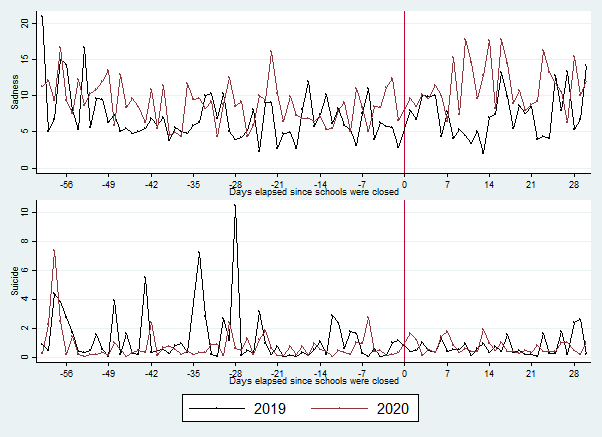 Sadness
20
15
10
5
0
-56 -49 -42 -35 -28 -21 -14 -7 0 7 14 21 28
Days elapsed since schools were closed
Suicide
10
8
6
4
2
0
-56 -49 -42 -35 -28 -21 -14 -7 0 7 14 21 28
Days elapsed since schools were closed
2019 2020